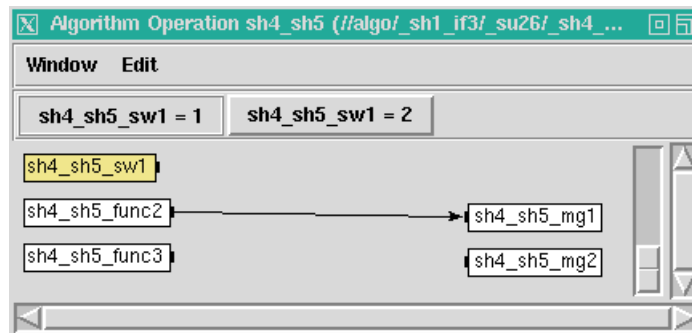 Algorithm Operation sh4_sh5 (//algo/_sh1_if3/_su26/_sh4_...
Window Edit
sh4_sh5_sw1 = 1 sh4_sh5_sw1 = 2
sh4_sh5_sw1
sh4_sh5_func2 sh4_sh5_mg1
sh4_sh5_func3 sh4_sh5_mg2